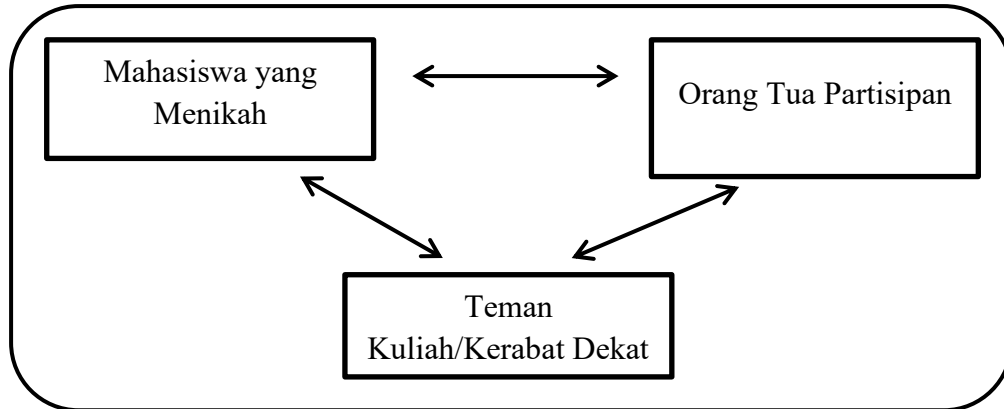 Mahasiswa yang
Menikah
Orang Tua Partisipan
Teman
Kuliah/Kerabat Dekat